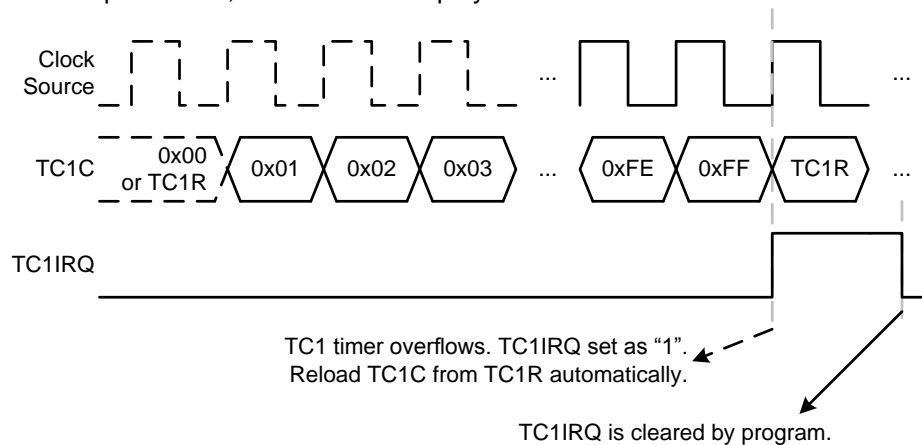 Clock
Source
...
...
TC1C
0x00
or TC1R
0x01
0x02
0x03
...
0xFE
0xFF
TC1R
...
TC1IRQ
TC1 timer overflows. TC1IRQ set as “1”.
Reload TC1C from TC1R automatically.
TC1IRQ is cleared by program.